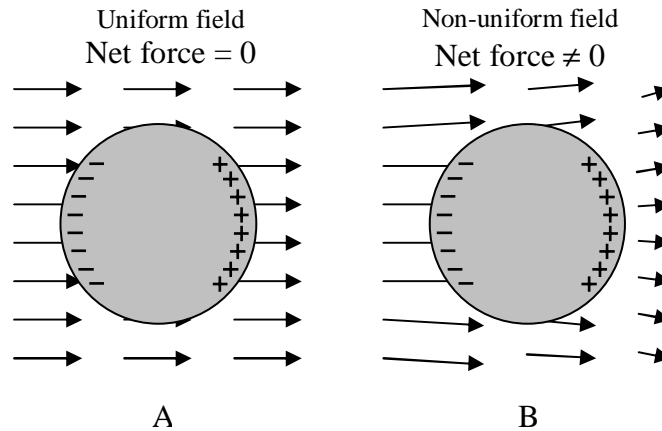 Uniform field
Net force = 0
Non-uniform field
Net force ≠ 0
A
B